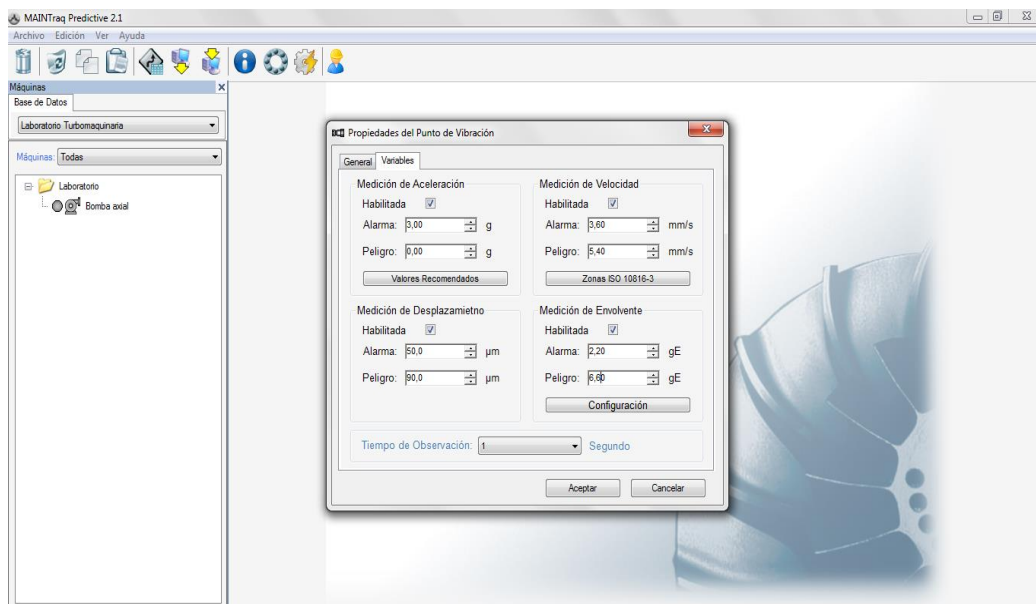 MAINTraq Predictive 2.1
Archivo Edición Ver Ayuda
Máquinas
Base de Datos
Laboratorio Turbomaquinaria
Máquinas: Todas
Laboratorio
Bomba axial
Propiedades del Punto de Vibración
General Variables
Medición de Aceleración
Habilitada
Alarma: 3,00 g
Peligro: 0,00 g
Valores Recomendados
Medición de Velocidad
Habilitada
Alarma: 3,60 mm/s
Peligro: 5,40 mm/s
Zonas ISO 10816-3
Medición de Desplazamietno
Habilitada
Alarma: 50,0 µm
Peligro: 90,0 µm
Medición de Envolvente
Habilitada
Alarma: 2,20 gE
Peligro: 6,60 gE
Configuración
Tiempo de Observación: 1 Segundo
Aceptar Cancelar